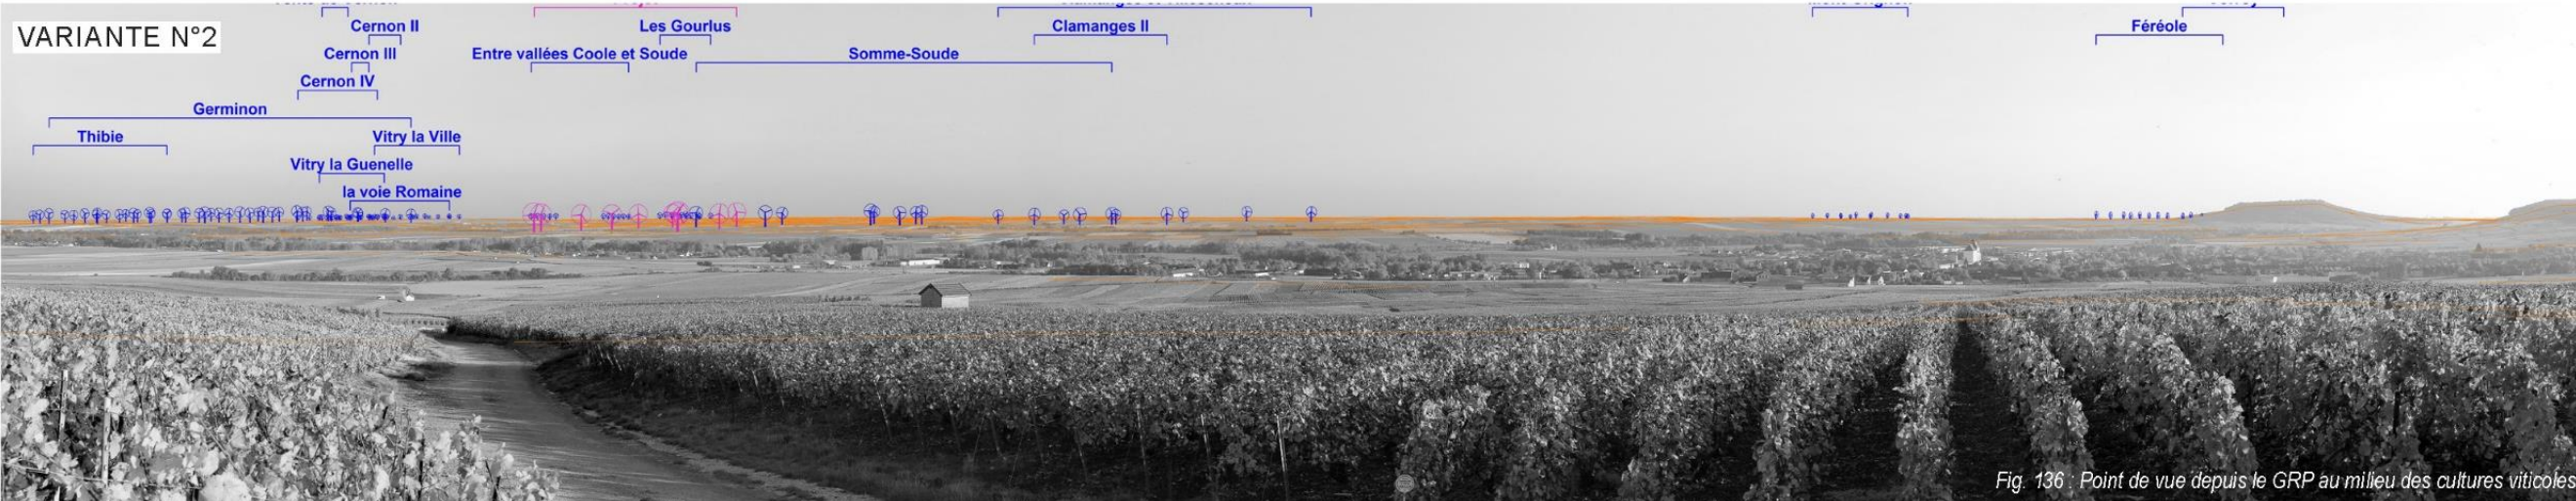 VARIANTE N°2
Cernon II
Les Gourlus
Clamanges II
Féréole
Cernon III
Entre vallées Coole et Soude
Somme-Soude
Cernon IV
Germinon
Thibie
Vitry la Ville
Vitry la Guenelle
la voie Romaine
Fig. 136 : Point de vue depuis le GRP au milieu des cultures viticoles